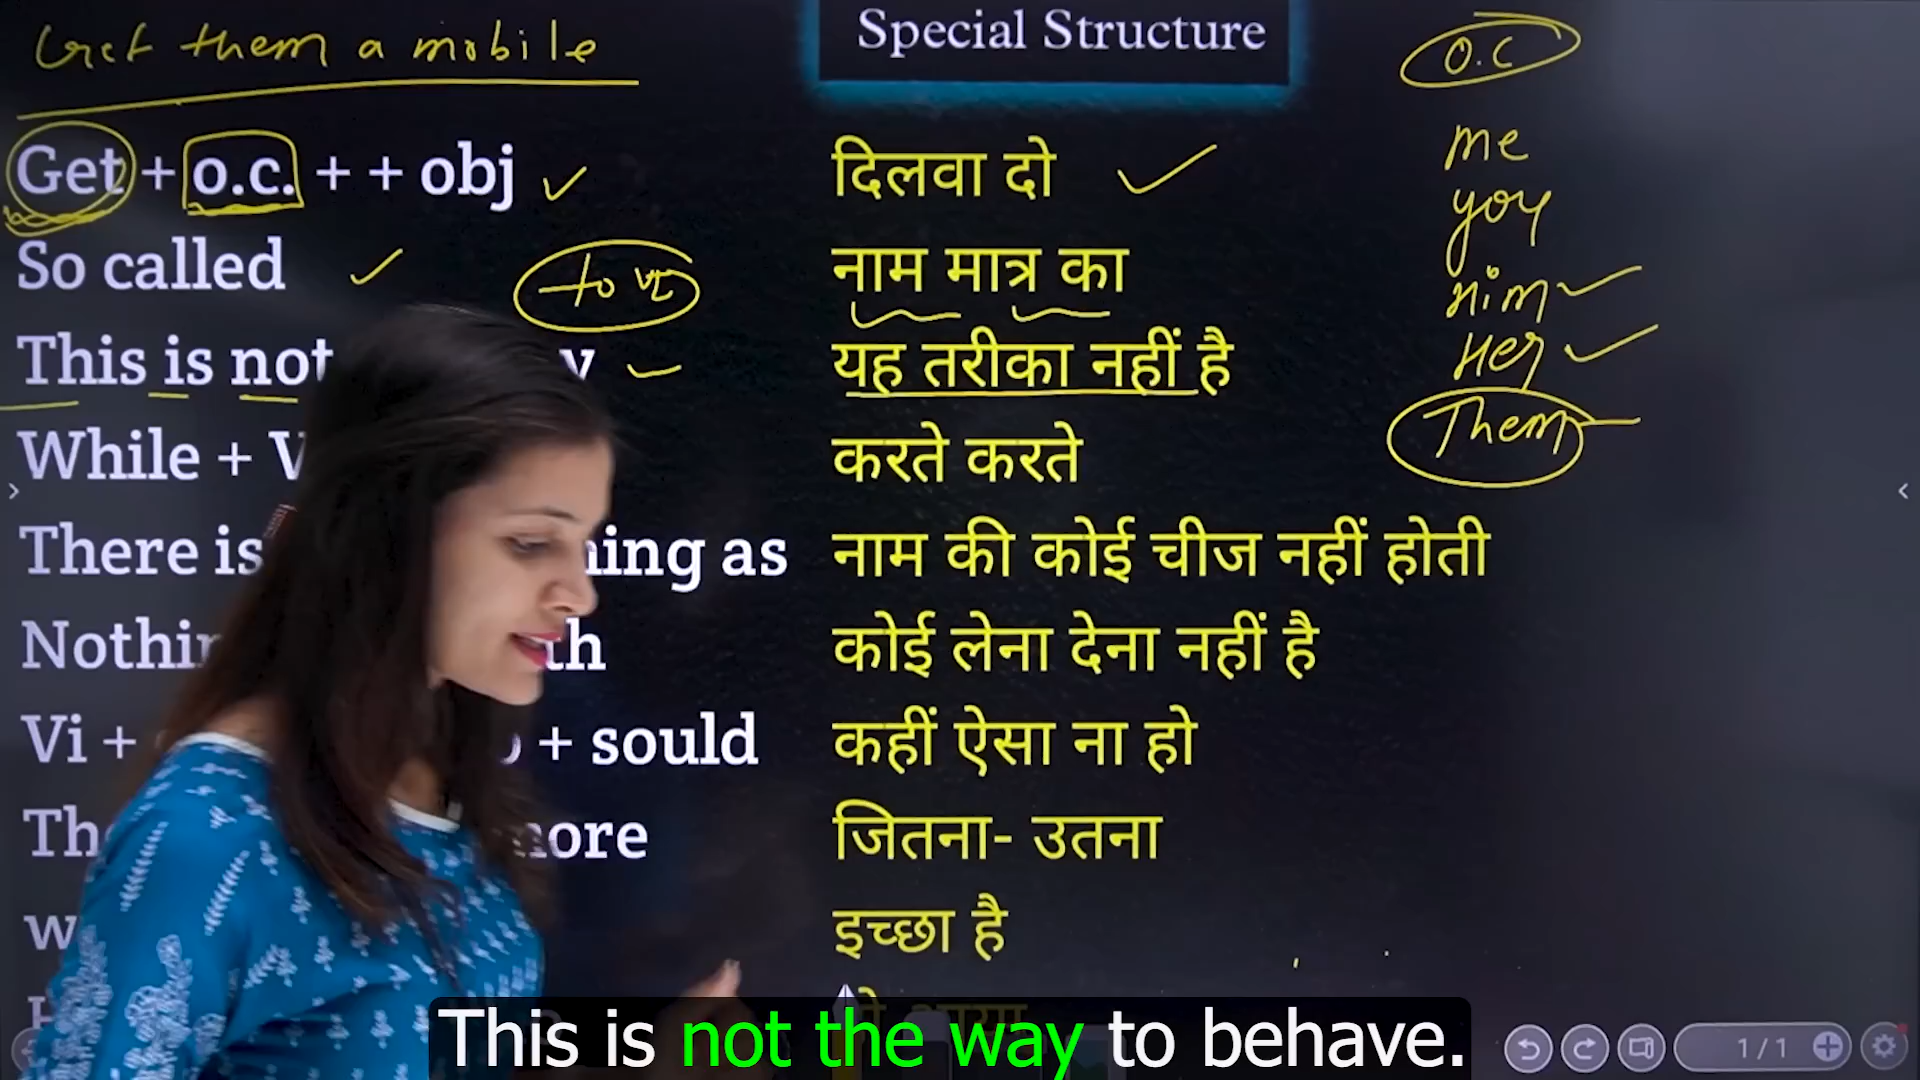 Get them a mobile
Special Structure
O.C
Get + o.c. + + obj
दिलवा दो
me
you
So called
to
नाम मात्र का
Him
Her
This is not
यह तरीका नहीं है
Them
While + V
करते करते
There is
ing as
नाम की कोई चीज नहीं होती
Nothin
th
कोई लेना देना नहीं है
Vi +
+ sould
कहीं ऐसा ना हो
Th
ore
जितना- उतना
w
इच्छा है
This is not the way to behave.
1/1